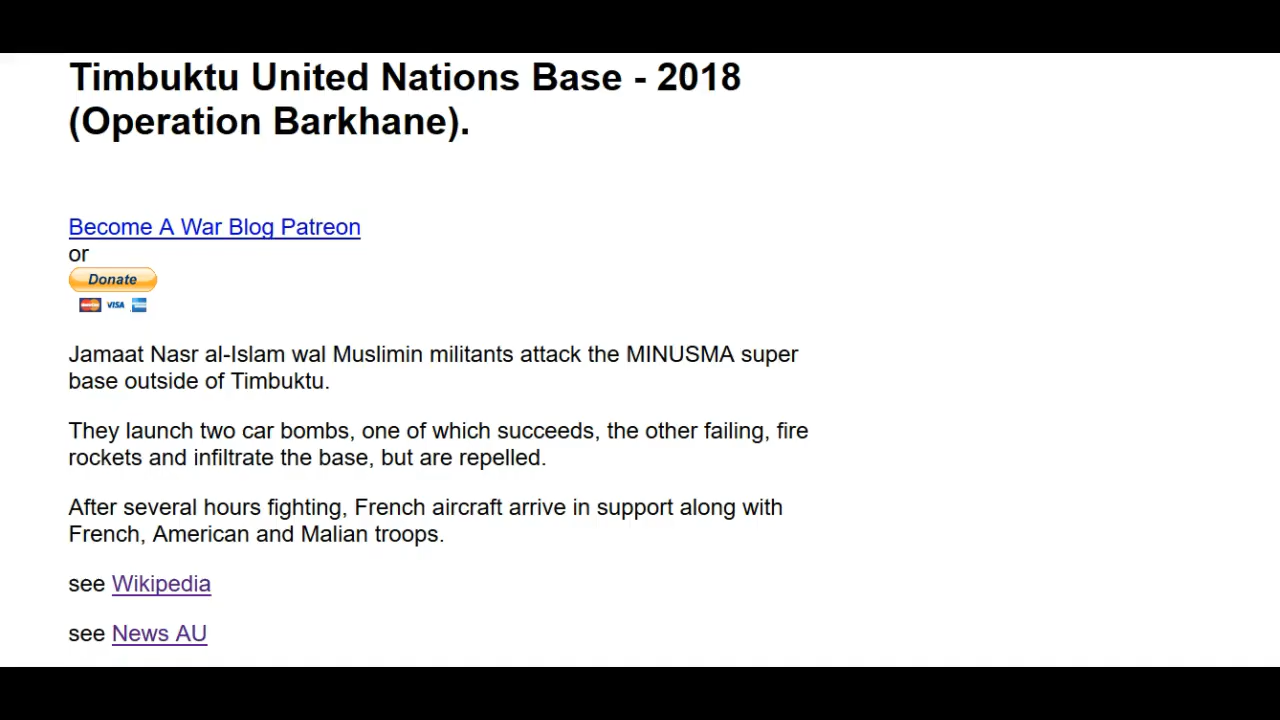 Timbuktu United Nations Base - 2018
(Operation Barkhane).
Become A War Blog Patreon
or
Donate
VISA
Jamaat Nasr al-Islam wal Muslimin militants attack the MINUSMA super
base outside of Timbuktu.
They launch two car bombs, one of which succeeds, the other failing, fire
rockets and infiltrate the base, but are repelled.
After several hours fighting, French aircraft arrive in support along with
French, American and Malian troops.
see Wikipedia
see News AU